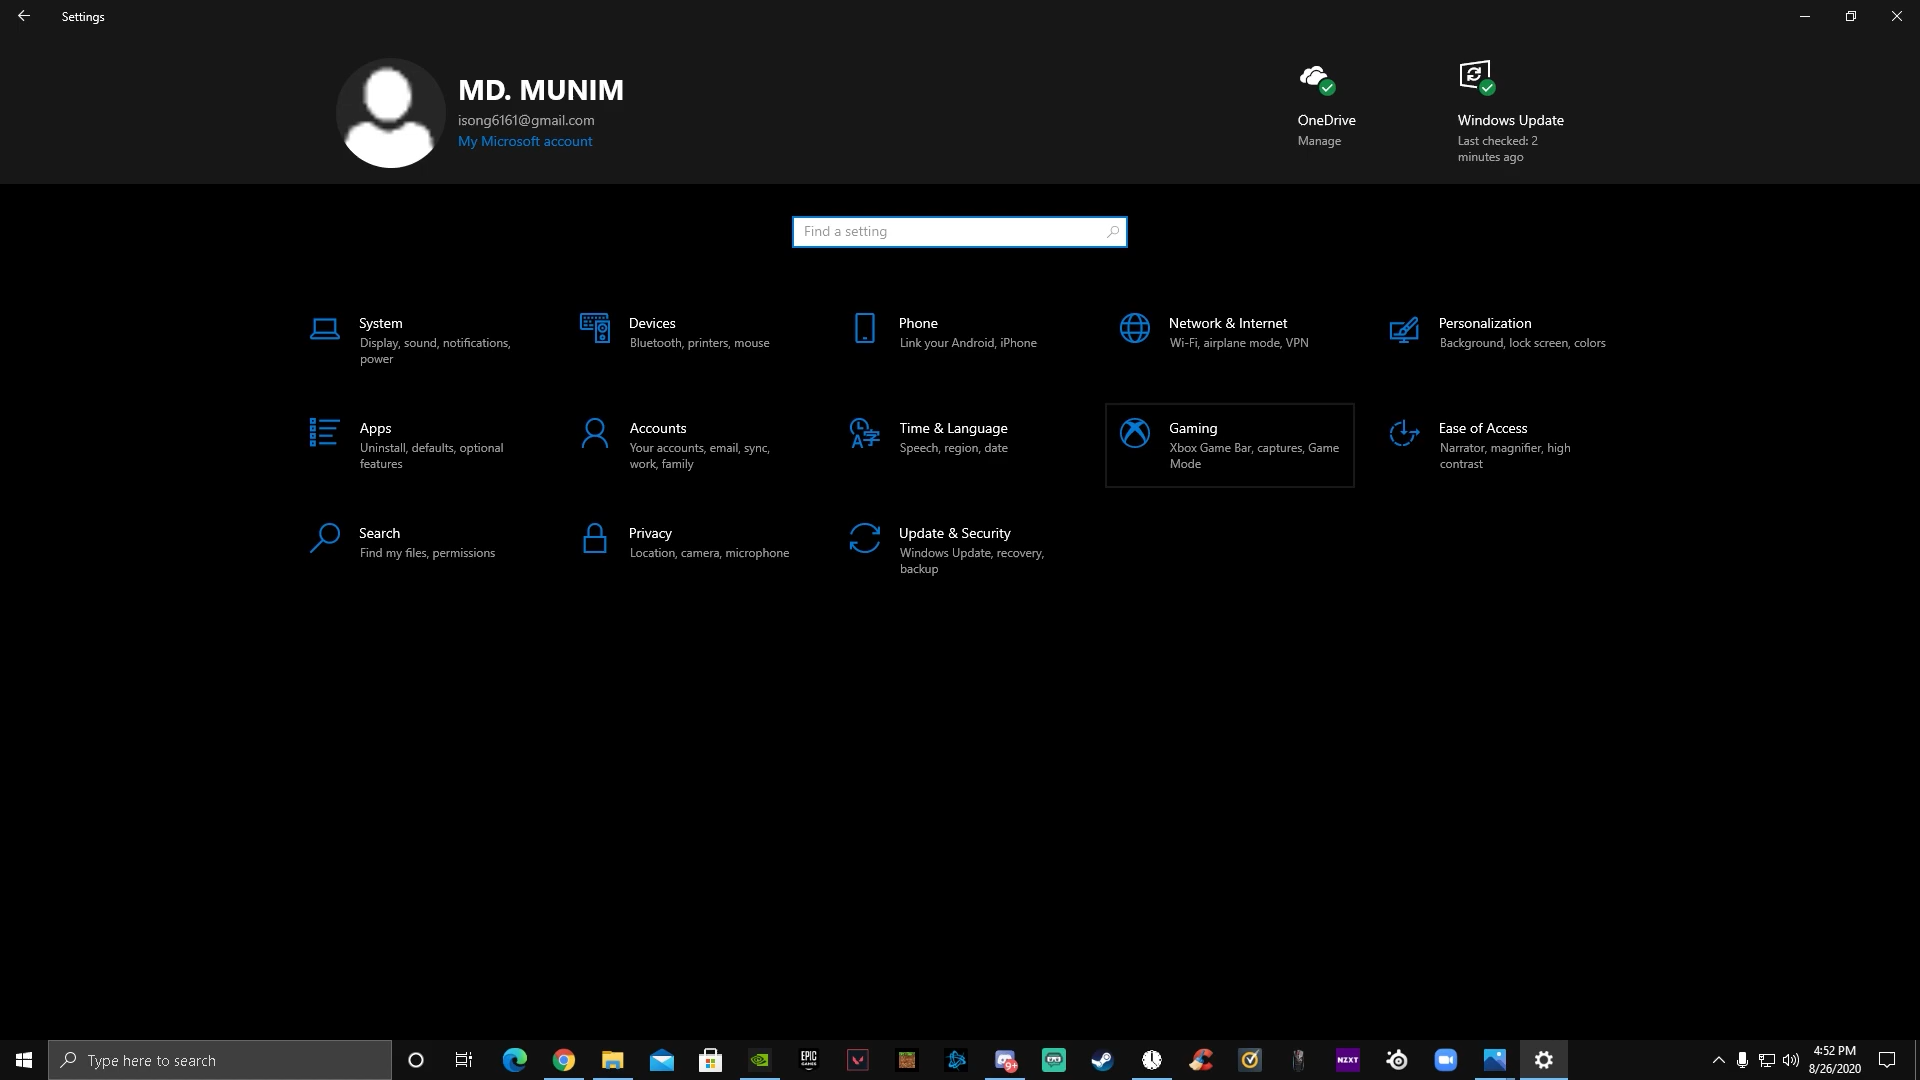 Settings
MD. MUNIM
isong6161@gmail.com
My Microsoft account
OneDrive
Manage
Windows Update
Last checked: 2
minutes ago
Find a setting
System
Display, sound, notifications,
power
Devices
Bluetooth, printers, mouse
Phone
Link your Android, iPhone
Network & Internet
Wi-Fi, airplane mode, VPN
Personalization
Background, lock screen, colors
Apps
Uninstall, defaults, optional
features
Accounts
Your accounts, email, sync,
work, family
Time & Language
Speech, region, date
Gaming
Xbox Game Bar, captures, Game
Mode
Ease of Access
Narrator, magnifier, high
contrast
Search
Find my files, permissions
Privacy
Location, camera, microphone
Update & Security
Windows Update, recovery,
backup
Type here to search
EPIC
GAMES
9+
NZXT
4:52 PM
8/26/2020